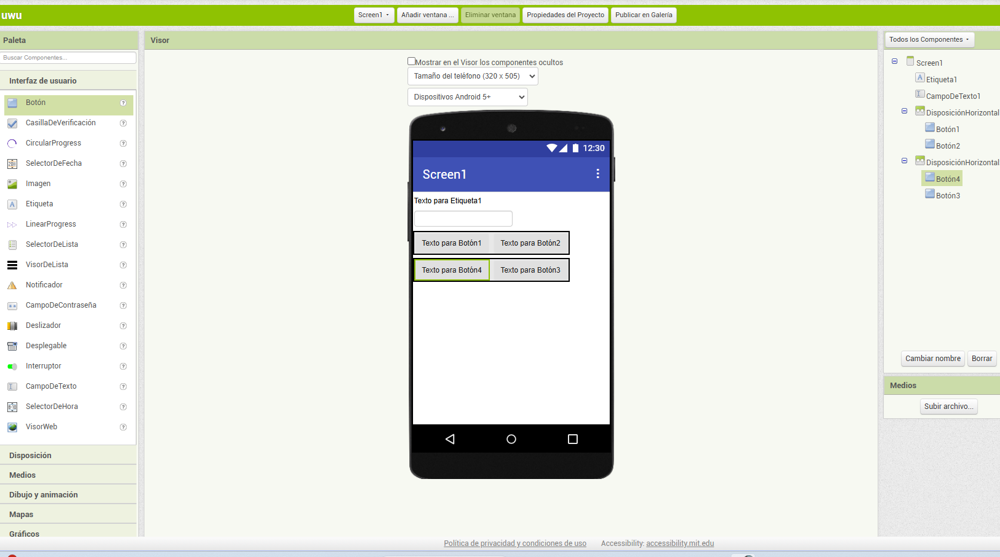 uwu
Screen1
Añadir ventana ...
Eliminar ventana
Propiedades del Proyecto
Publicar en Galería
Paleta
Buscar Componentes...
Interfaz de usuario
Botón ?
CasillaDeVerificación ?
CircularProgress ?
SelectorDeFecha ?
Imagen ?
Etiqueta ?
LinearProgress ?
SelectorDeLista ?
VisorDeLista ?
Notificador ?
CampoDeContraseña ?
Deslizador ?
Desplegable ?
Interruptor ?
CampoDeTexto ?
SelectorDeHora ?
VisorWeb ?
Disposición
Medios
Dibujo y animación
Mapas
Gráficos
Visor
Mostrar en el Visor los componentes ocultos
Tamaño del teléfono (320 x 505)
Dispositivos Android 5+
12:30
Screen1
Texto para Etiqueta1
Texto para Botón1 Texto para Botón2
Texto para Botón4 Texto para Botón3
Todos los Componentes
Screen1
Etiqueta1
CampoDeTexto1
DisposiciónHorizontal
Botón1
Botón2
DisposiciónHorizontal
Botón4
Botón3
Cambiar nombre Borrar
Medios
Subir archivo...
Política de privacidad y condiciones de uso Accessibility: accessibility.mit.edu